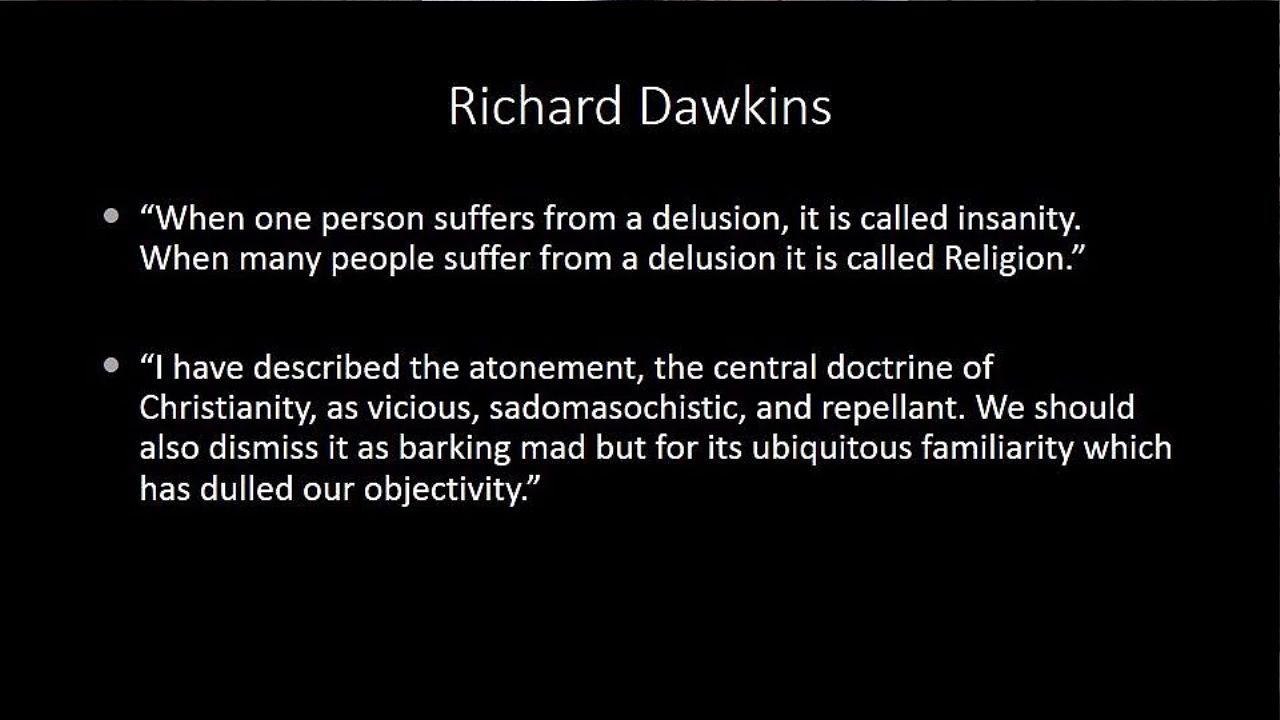 Richard Dawkins
• “When one person suffers from a delusion, it is called insanity.
When many people suffer from a delusion it is called Religion.”
• “I have described the atonement, the central doctrine of
Christianity, as vicious, sadomasochistic, and repellant. We should
also dismiss it as barking mad but for its ubiquitous familiarity which
has dulled our objectivity.”